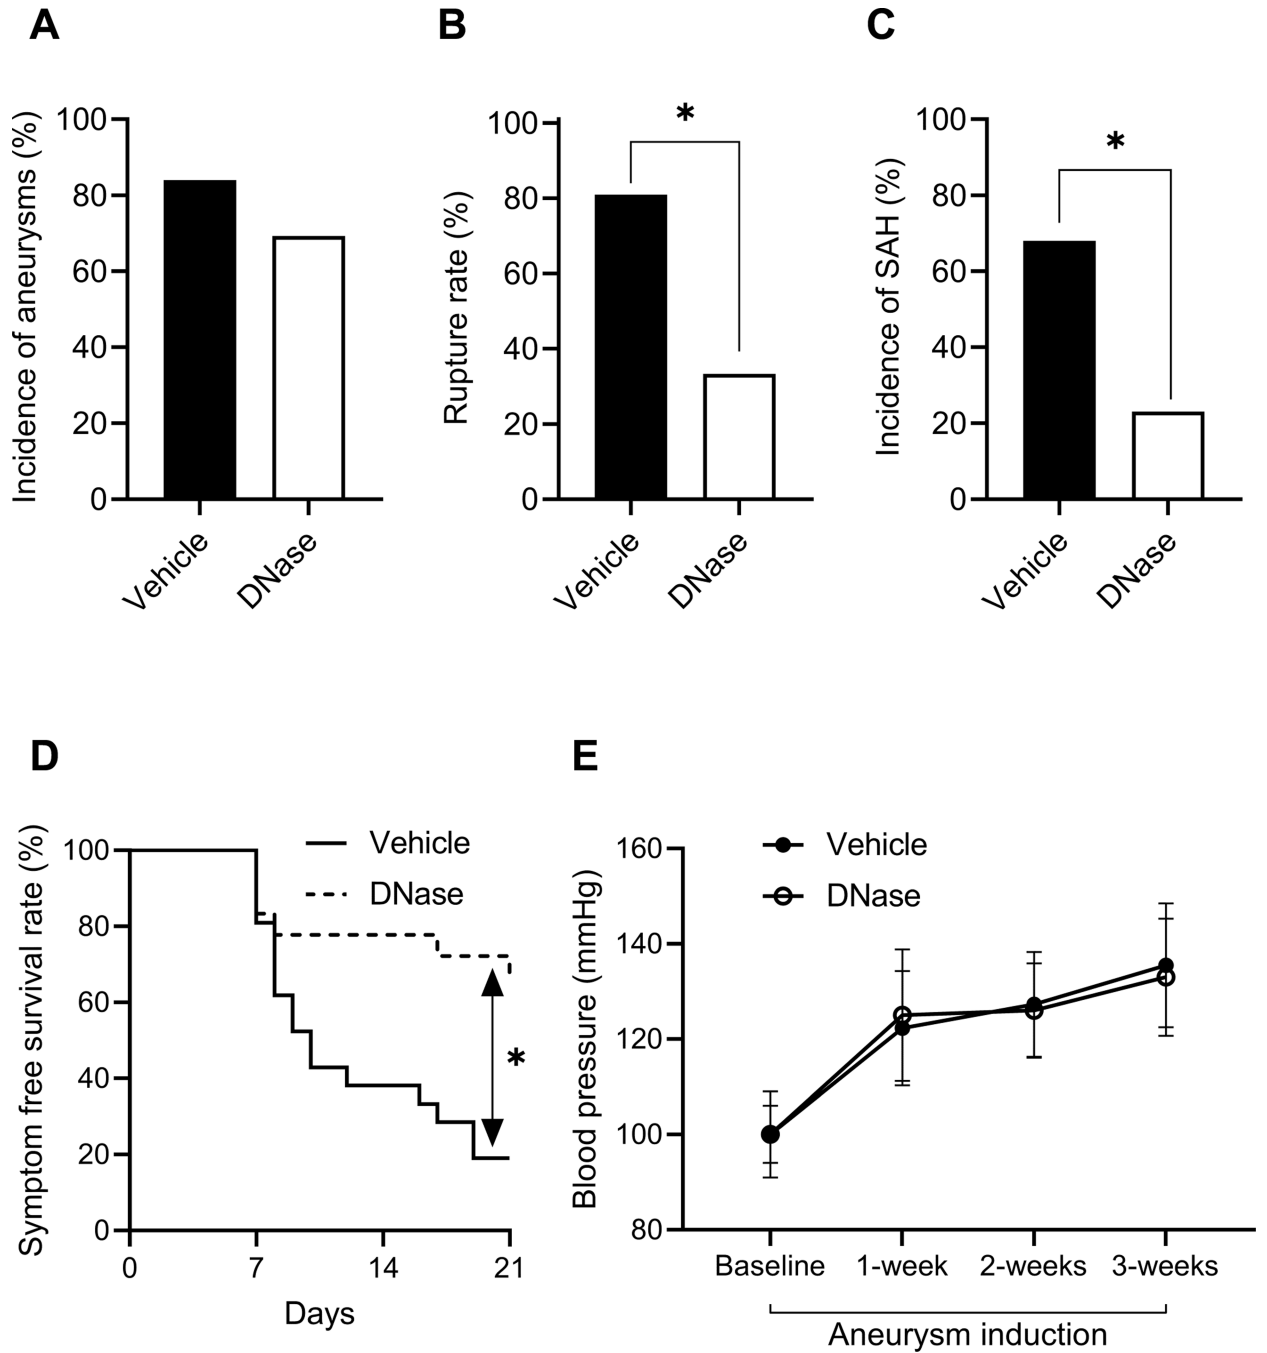 A
Incidence of aneurysms (%)
100
80
60
40
20
0
Vehicle
DNase
B
Rupture rate (%)
100
80
60
40
20
0
*
Vehicle
DNase
C
Incidence of SAH (%)
100
80
60
40
20
0
*
Vehicle
DNase
D
Symptom free survival rate (%)
100
80
60
40
20
0
Vehicle
DNase
*
0 7 14 21
Days
E
Blood pressure (mmHg)
160
140
120
100
80
Vehicle
DNase
Baseline 1-week 2-weeks 3-weeks
Aneurysm induction